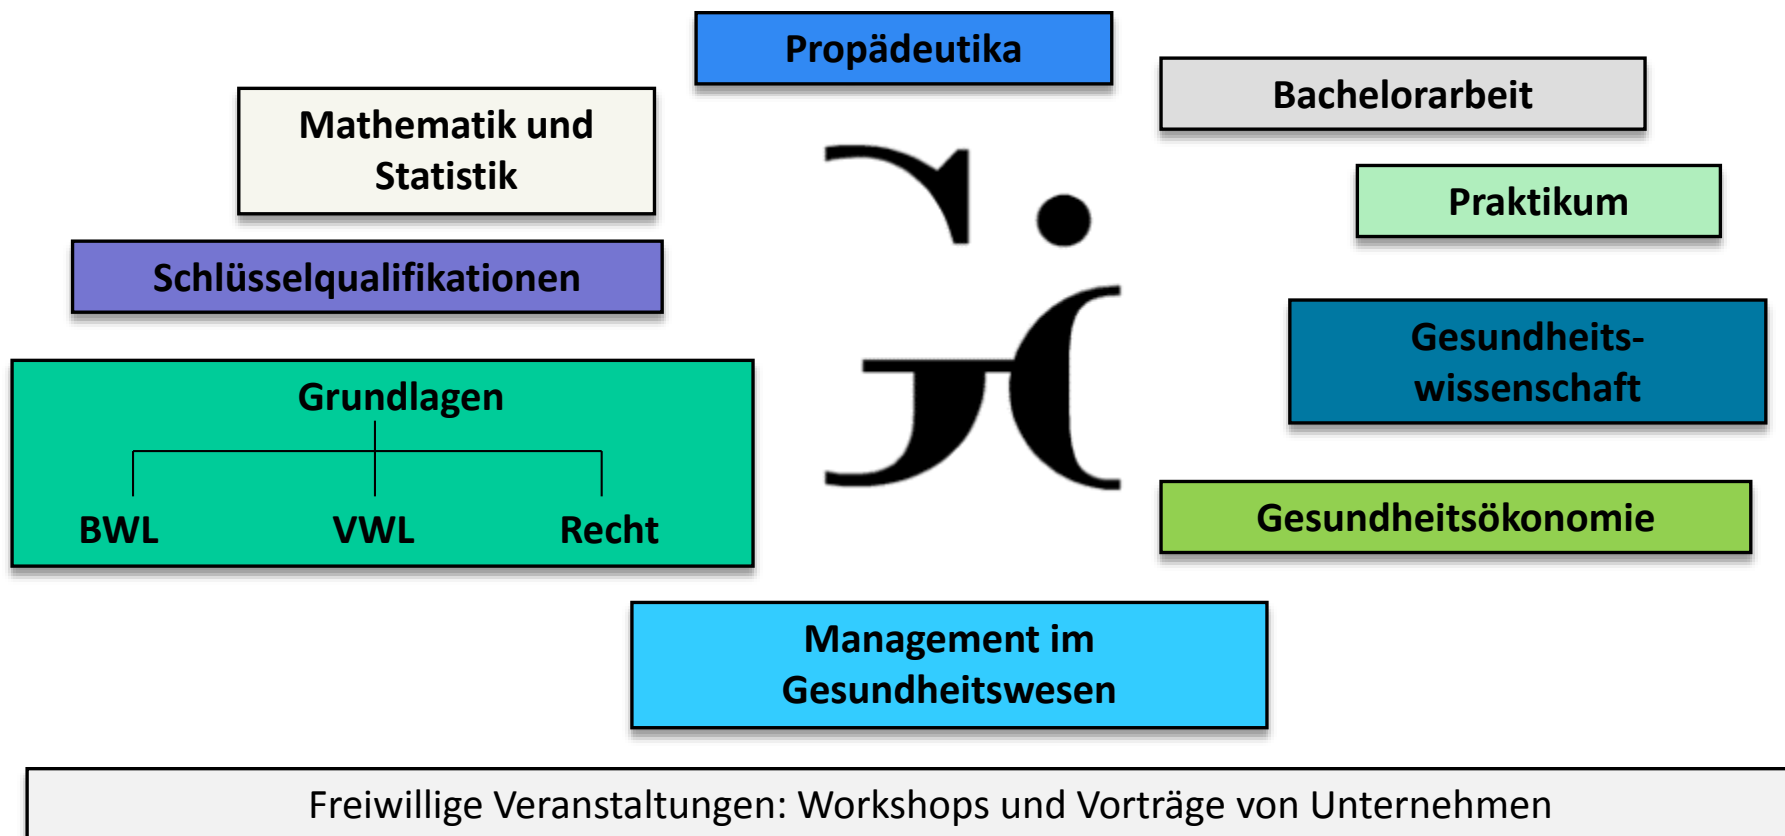 Propädeutika
Bachelorarbeit
Mathematik und
Statistik
Praktikum
Schlüsselqualifikationen
Gesundheits-
wissenschaft
Grundlagen
BWL VWL Recht
Gesundheitsökonomie
Management im
Gesundheitswesen
Freiwillige Veranstaltungen: Workshops und Vorträge von Unternehmen